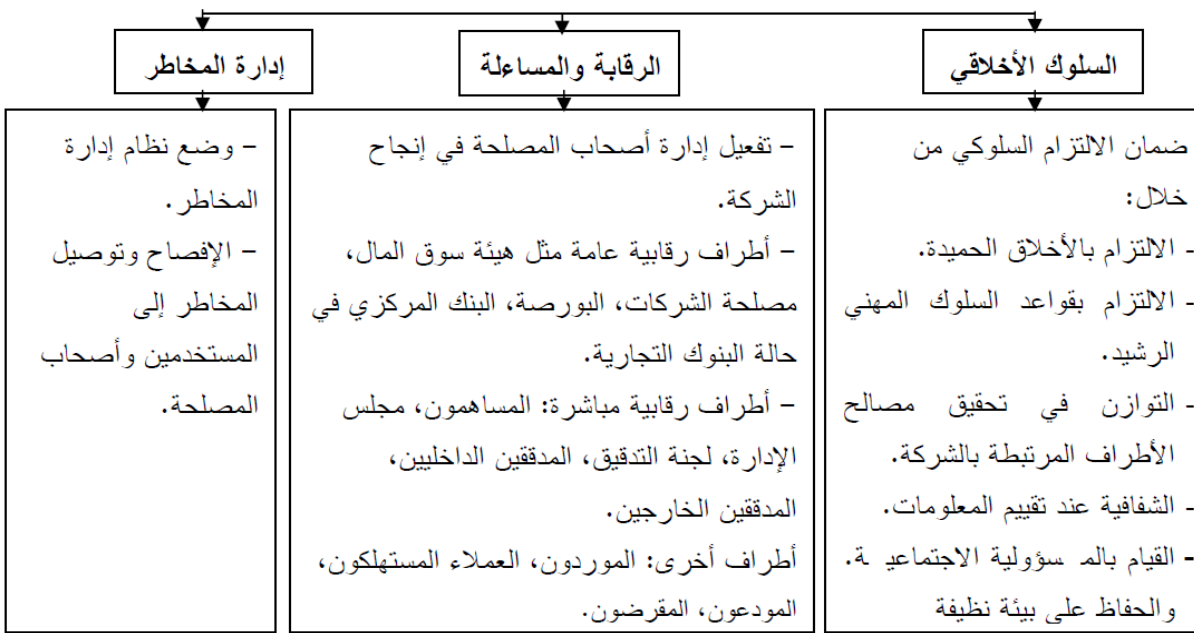 السلوك الأخلاقي
ضمان الالتزام السلوكي من
خلال:
- الالتزام بالأخلاق الحميدة.
- الالتزام بقواعد السلوك المهني
الرشيد.
- التوازن في تحقيق مصالح
الأطراف المرتبطة بالشركة.
- الشفافية عند تقييم المعلومات.
- القيام بالمـ سؤولية الاجتماعيـ ة.
والحفاظ على بيئة نظيفة
الرقابة والمساءلة
– تفعيل إدارة أصحاب المصلحة في إنجاح
الشركة.
– أطراف رقابية عامة مثل هيئة سوق المال،
مصلحة الشركات، البورصة، البنك المركزي في
حالة البنوك التجارية.
– أطراف رقابية مباشرة: المساهمون، مجلس
الإدارة، لجنة التدقيق، المدققين الداخليين،
المدققين الخارجين.
أطراف أخرى: الموردون، العملاء المستهلكون،
المودعون، المقرضون.
إدارة المخاطر
– وضع نظام إدارة
المخاطر.
– الإفصاح وتوصيل
المخاطر إلى
المستخدمين وأصحاب
المصلحة.